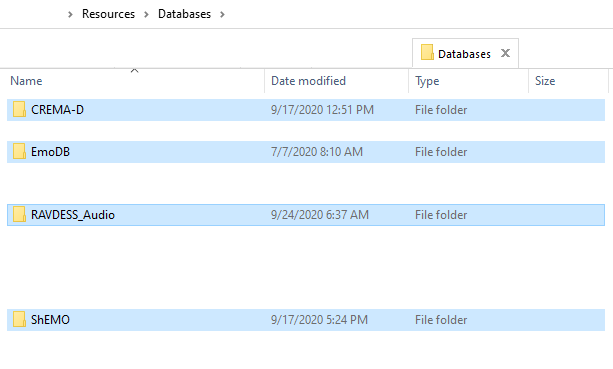 Resources Databases
Databases
Name Date modified Type Size
CREMA-D 9/17/2020 12:51 PM File folder
EmoDB 7/7/2020 8:10 AM File folder
RAVDESS_Audio 9/24/2020 6:37 AM File folder
ShEMO 9/17/2020 5:24 PM File folder